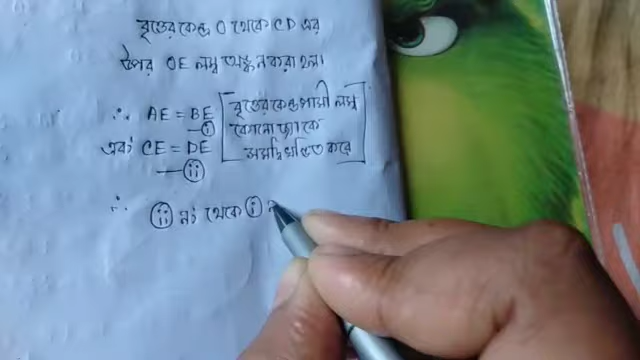 বৃত্তের কেন্দ্র O থেকে CD এর
উপর OE লম্ব অঙ্কন করা হলো।
∴ AE = BE [বৃত্তের কেন্দ্রগামী লম্ব
—(i) কোনো জ্যাকে
এবং CE = DE সমদ্বিখন্ডিত করে]
—(ii)
∴ (ii) নং থেকে (i) ন